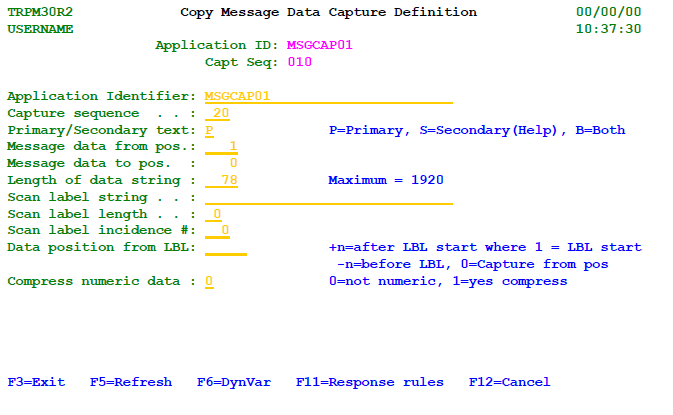 TRPM30R2 Copy Message Data Capture Definition 00/00/00
USERNAME 10:37:30
Application ID: MSGCAP01
Capt Seq: 010
Application Identifier: MSGCAP01
Capture sequence . . : 20
Primary/Secondary text: P P=Primary, S=Secondary(Help), B=Both
Message data from pos.: 1
Message data to pos. : 0
Length of data string : 78 Maximum = 1920
Scan label string . . :
Scan label length . . : 0
Scan label incidence #: 0
Data position from LBL: +n=after LBL start where 1 = LBL start
-n=before LBL, 0=Capture from pos
Compress numeric data : 0 0=not numeric, 1=yes compress
F3=Exit F5=Refresh F6=DynVar F11=Response rules F12=Cancel